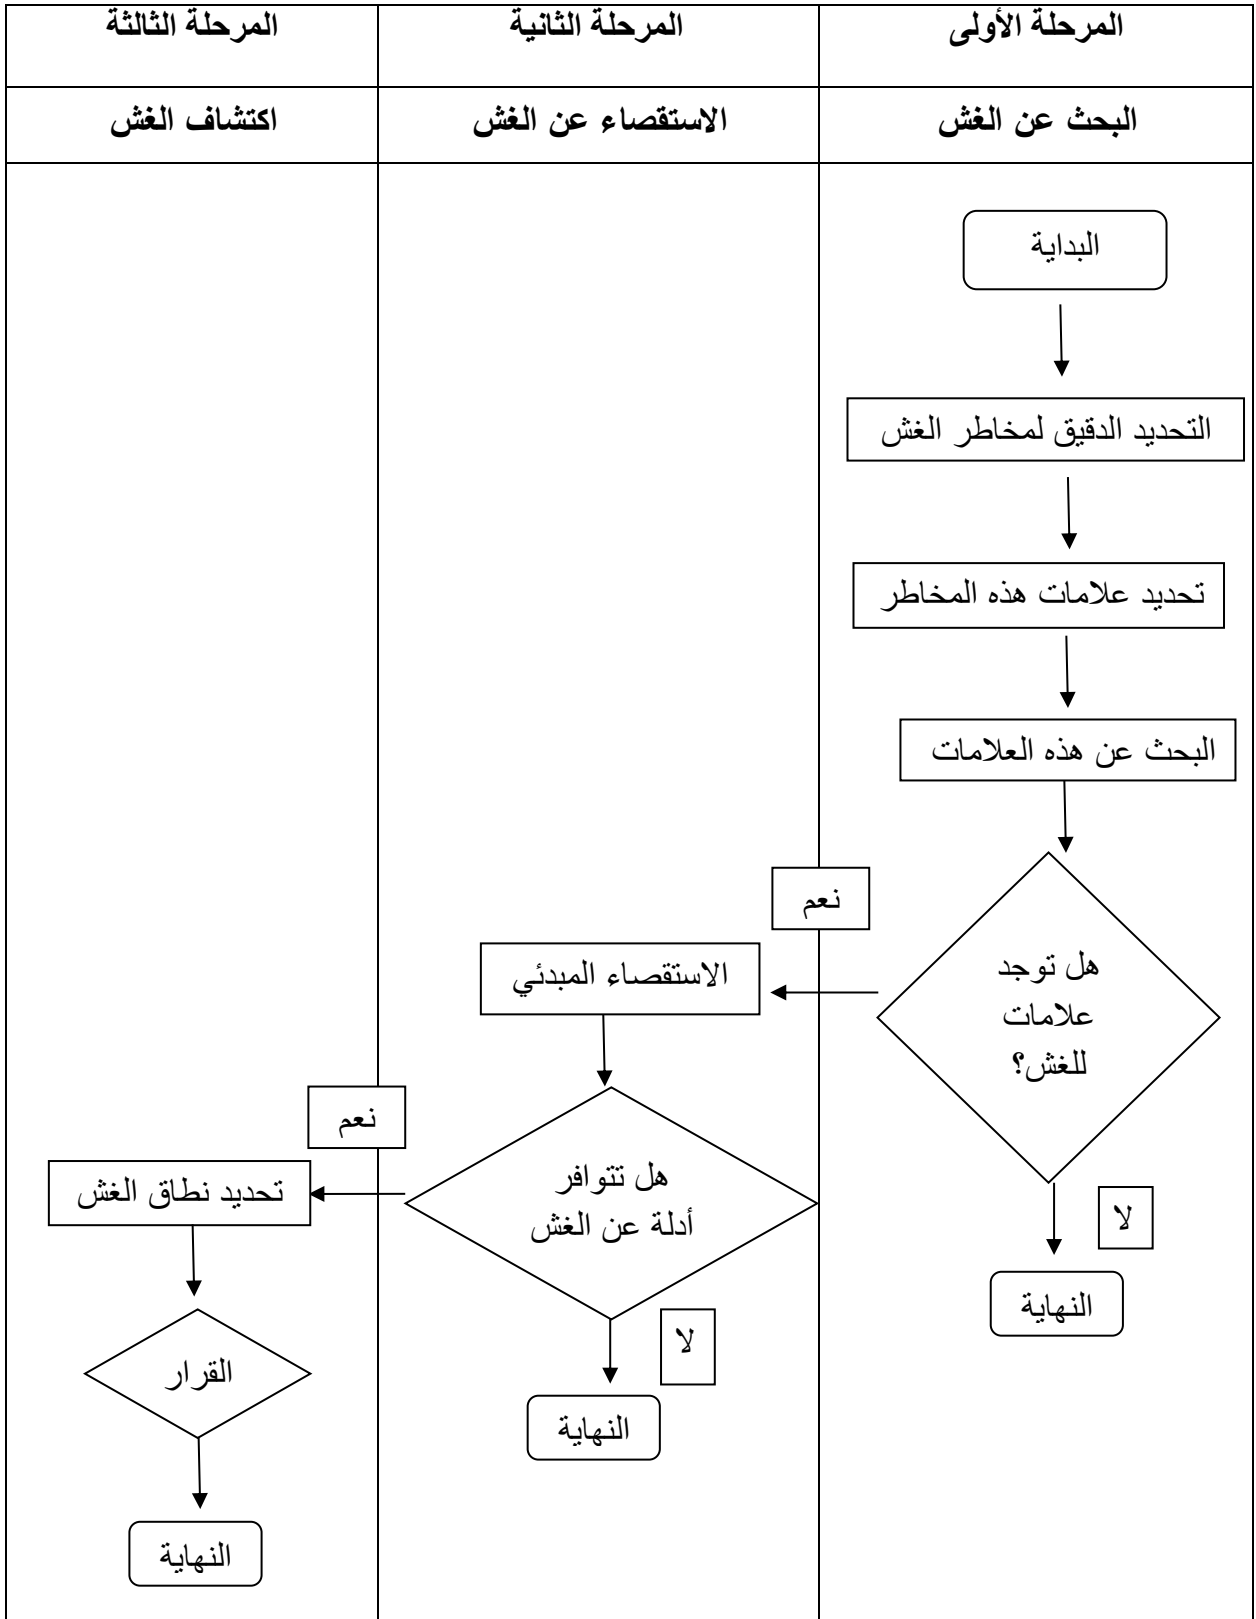 المرحلة الأولى
المرحلة الثانية
المرحلة الثالثة
البحث عن الغش
الاستقصاء عن الغش
اكتشاف الغش
البداية
التحديد الدقيق لمخاطر الغش
تحديد علامات هذه المخاطر
البحث عن هذه العلامات
هل توجد
علامات
للغش؟
نعم
لا
النهاية
الاستقصاء المبدئي
هل تتوافر
أدلة عن الغش
نعم
لا
النهاية
تحديد نطاق الغش
القرار
النهاية